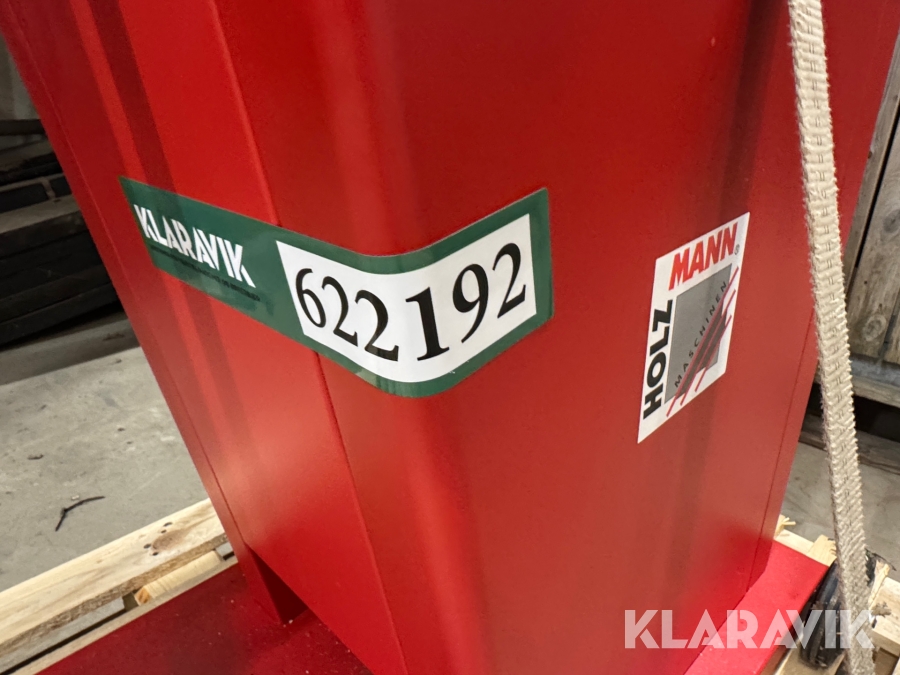 KLARAVIK
622192
HOLZ
MANN®
MASCHINEN
KLARAVIK